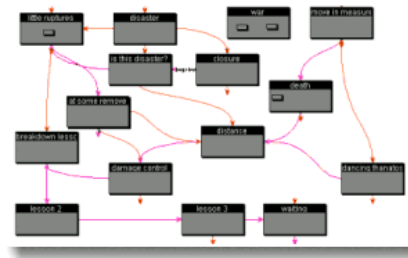 little ruptures
disaster
war
move in measur
is this disaster?
closure
death
at some remove
breakdown lessc
distance
damage control
dancing thanatos
lesson 2
lesson 3
waiting